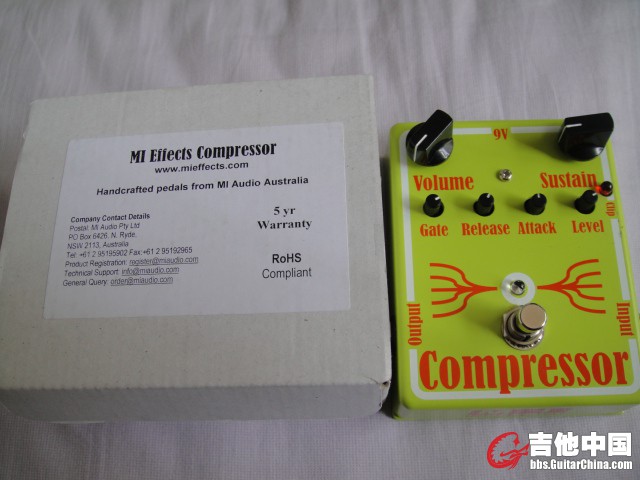 MI Effects Compressor
www.mieffects.com
Handcrafted pedals from MI Audio Australia
Company Contact Details
Postal: MI Audio Pty Ltd
PO Box 6426, N. Ryde,
NSW 2113, Australia
Tel: +61 2 95195902 Fax:+61 2 95192965
Product Registration: register@miaudio.com
Technical Support: info@miaudio.com
General Query: order@miaudio.com
5 yr
Warranty
RoHS
Compliant
9V
Volume
Sustain
Clip
Gate
Release
Attack
Level
Output
Input
Compressor
吉他中国
bbs.GuitarChina.com